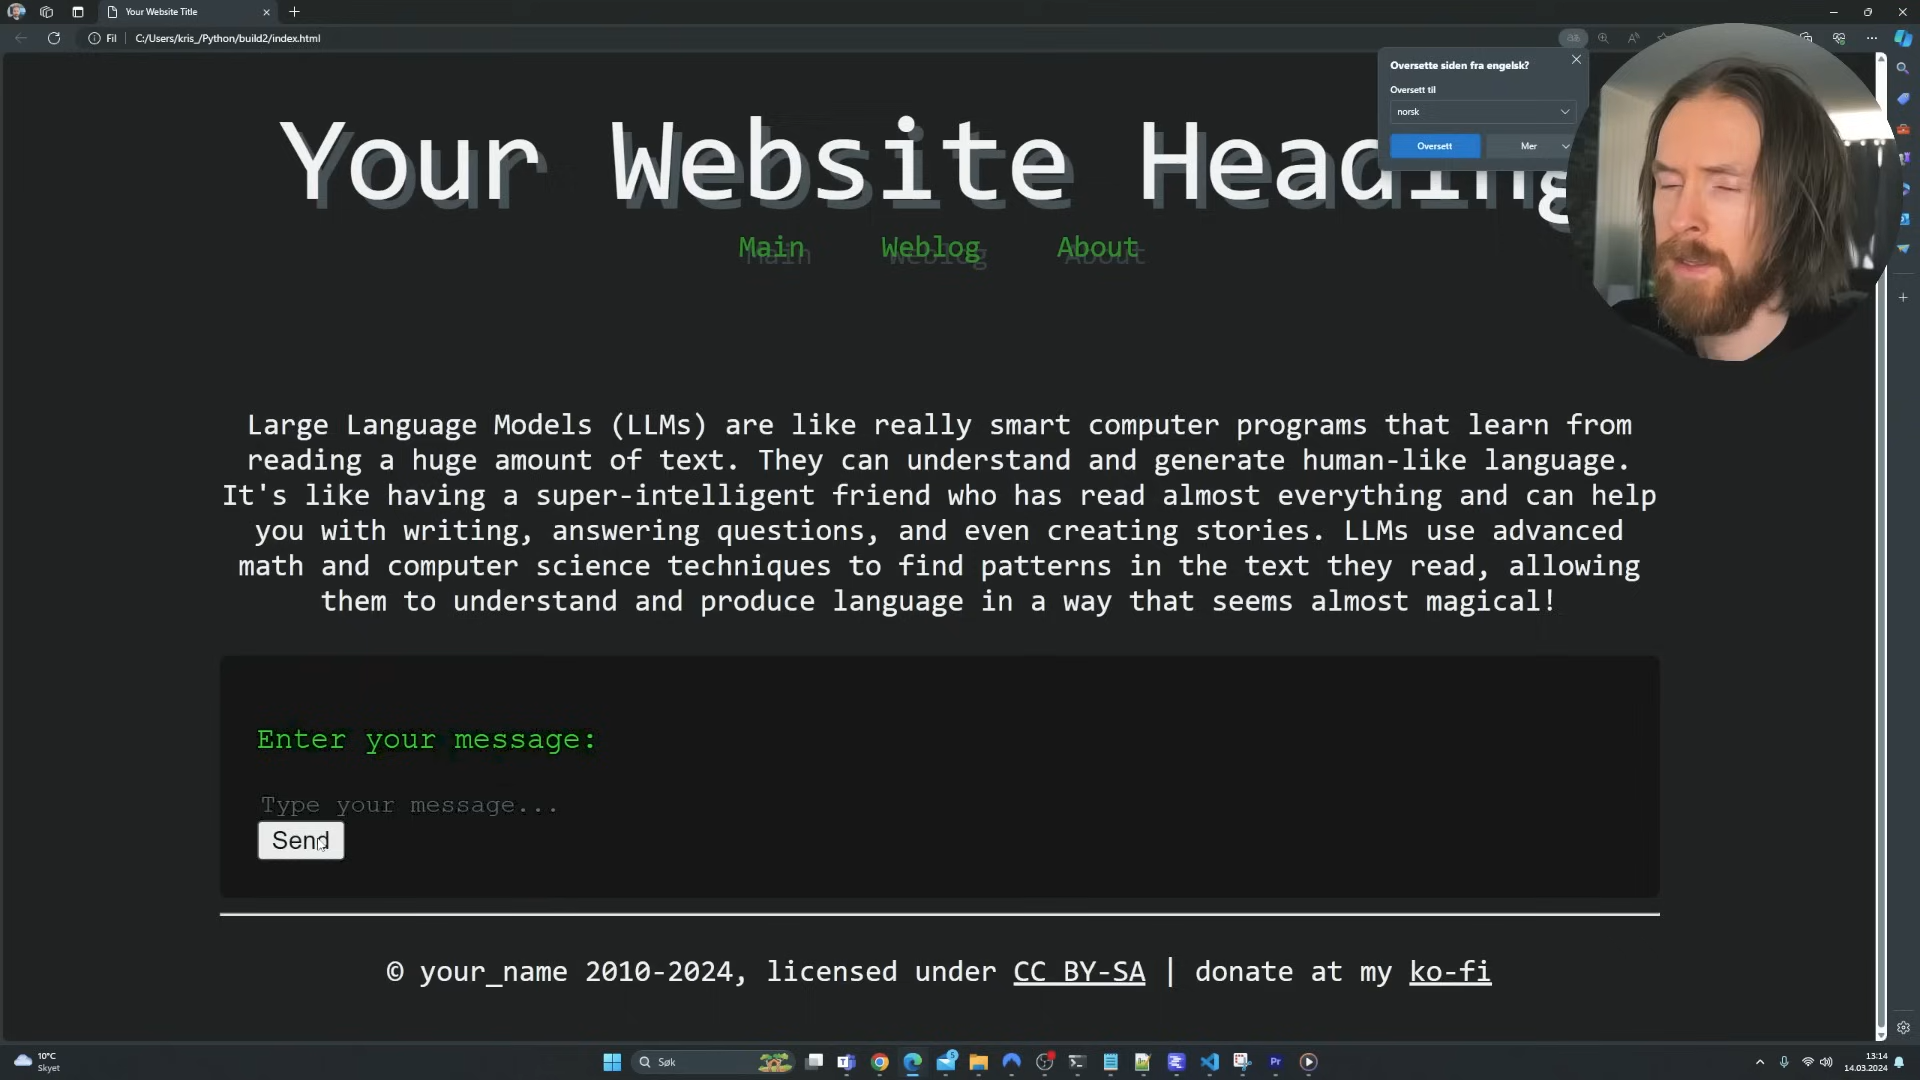 Your Website Title
Fil
C:/Users/kris_/Python/build2/index.html
Oversette siden fra engelsk?
Oversett til
norsk
Oversett
Mer
Your Website Heading
Main
Weblog
About
Large Language Models (LLMs) are like really smart computer programs that learn from
reading a huge amount of text. They can understand and generate human-like language.
It's like having a super-intelligent friend who has read almost everything and can help
you with writing, answering questions, and even creating stories. LLMs use advanced
math and computer science techniques to find patterns in the text they read, allowing
them to understand and produce language in a way that seems almost magical!
Enter your message:
Type your message...
Send
© your_name 2010-2024, licensed under CC BY-SA | donate at my ko-fi
10°C
Skyet
Søk
13:14
14.03.2024